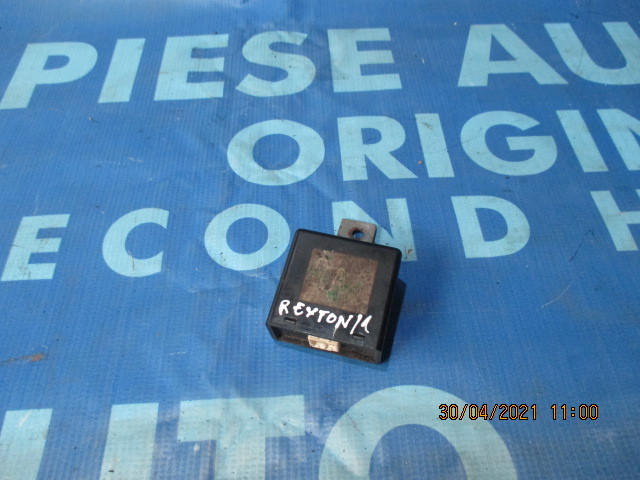 PIESE AU
ORIGIN
ECOND H
REXTON/1
UTO
30/04/2021 11:00